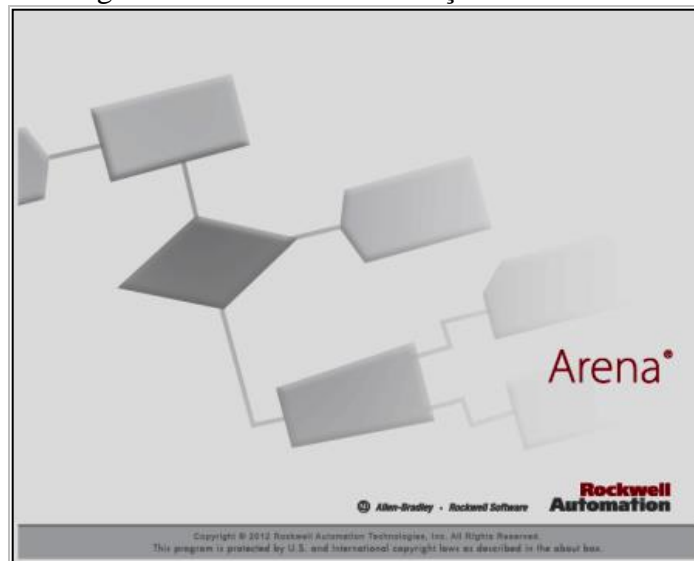 Arena®
Allen-Bradley • Rockwell Software
Rockwell
Automation
Copyright © 2012 Rockwell Automation Technologies, Inc. All Rights Reserved.
This program is protected by U.S. and international copyright laws as described in the about box.